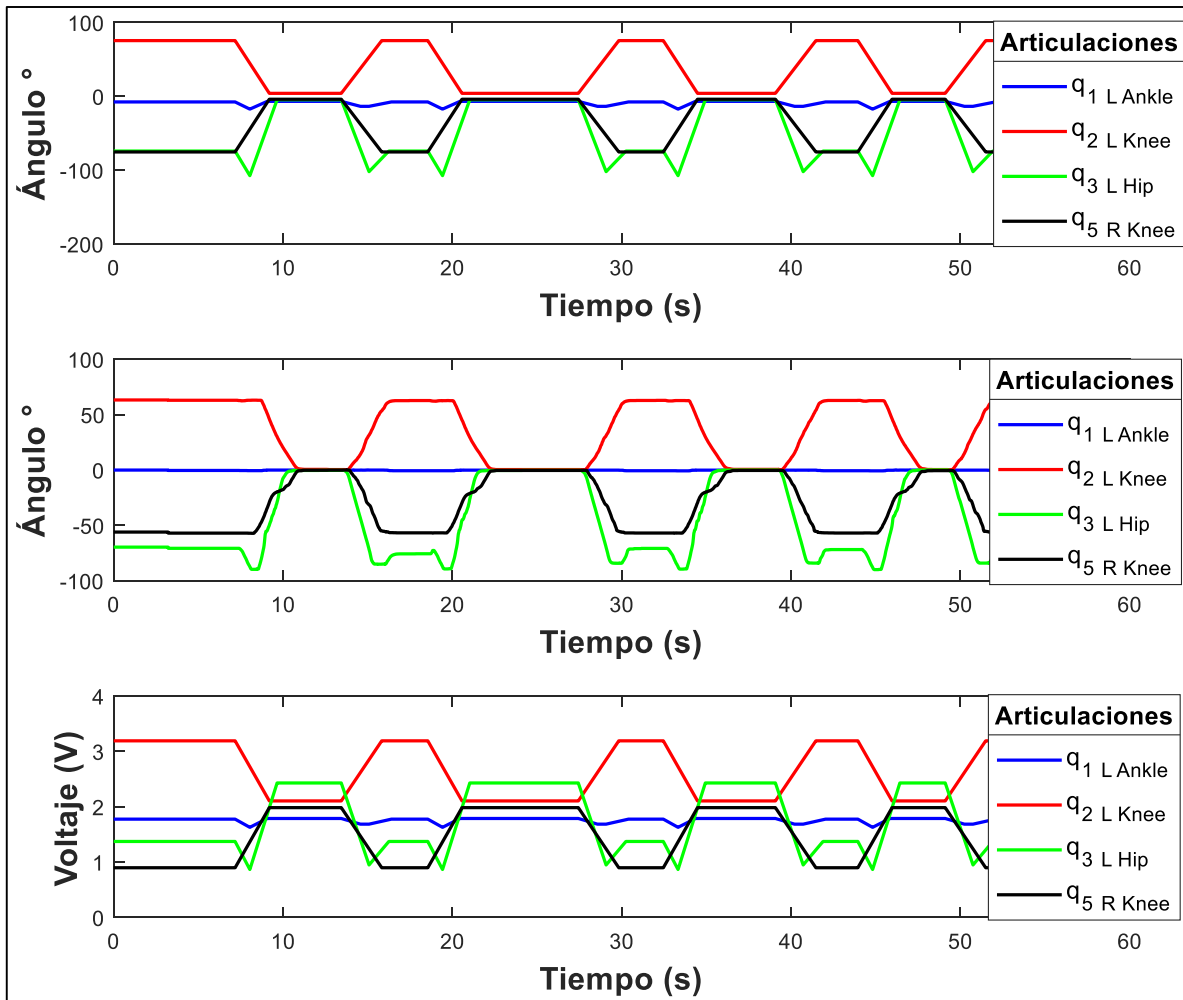 100
0
-100
-200
Ángulo °
0 10 20 30 40 50 60
Tiempo (s)
Articulaciones
q1 L Ankle
q2 L Knee
q3 L Hip
q5 R Knee
100
50
0
-50
-100
Ángulo °
0 10 20 30 40 50 60
Tiempo (s)
Articulaciones
q1 L Ankle
q2 L Knee
q3 L Hip
q5 R Knee
4
3
2
1
0
Voltaje (V)
0 10 20 30 40 50 60
Tiempo (s)
Articulaciones
q1 L Ankle
q2 L Knee
q3 L Hip
q5 R Knee